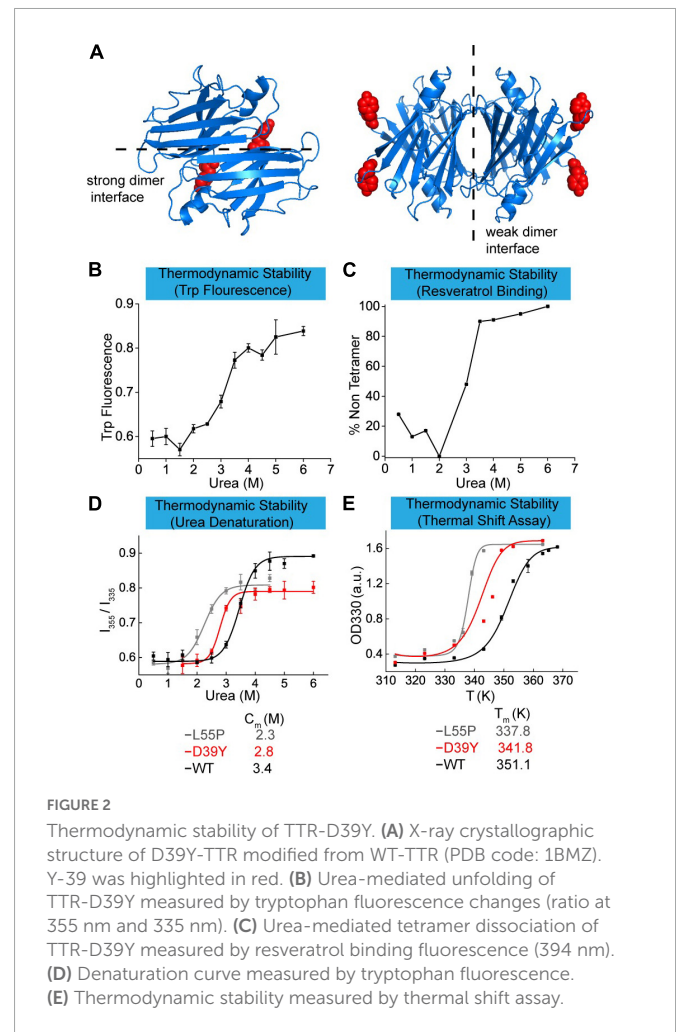 A
strong dimer
interface
weak dimer
interface
B
Thermodynamic Stability
(Trp Flourescence)
0.9
0.8
0.7
0.6
Trp Fluorescence
0 1 2 3 4 5 6 7
Urea (M)
C
Thermodynamic Stability
(Resveratrol Binding)
100
80
60
40
20
0
% Non Tetramer
0 1 2 3 4 5 6 7
Urea (M)
D
Thermodynamic Stability
(Urea Denaturation)
0.9
0.8
0.7
0.6
I355 / I335
0 1 2 3 4 5 6
Urea (M)
Cm (M)
−L55P 2.3
−D39Y 2.8
−WT 3.4
E
Thermodynamic Stability
(Thermal Shift Assay)
1.6
1.2
0.8
0.4
OD330 (a.u.)
310 320 330 340 350 360 370
T (K)
Tm (K)
−L55P 337.8
−D39Y 341.8
−WT 351.1
FIGURE 2
Thermodynamic stability of TTR-D39Y. (A) X-ray crystallographic
structure of D39Y-TTR modified from WT-TTR (PDB code: 1BMZ).
Y-39 was highlighted in red. (B) Urea-mediated unfolding of
TTR-D39Y measured by tryptophan fluorescence changes (ratio at
355 nm and 335 nm). (C) Urea-mediated tetramer dissociation of
TTR-D39Y measured by resveratrol binding fluorescence (394 nm).
(D) Denaturation curve measured by tryptophan fluorescence.
(E) Thermodynamic stability measured by thermal shift assay.